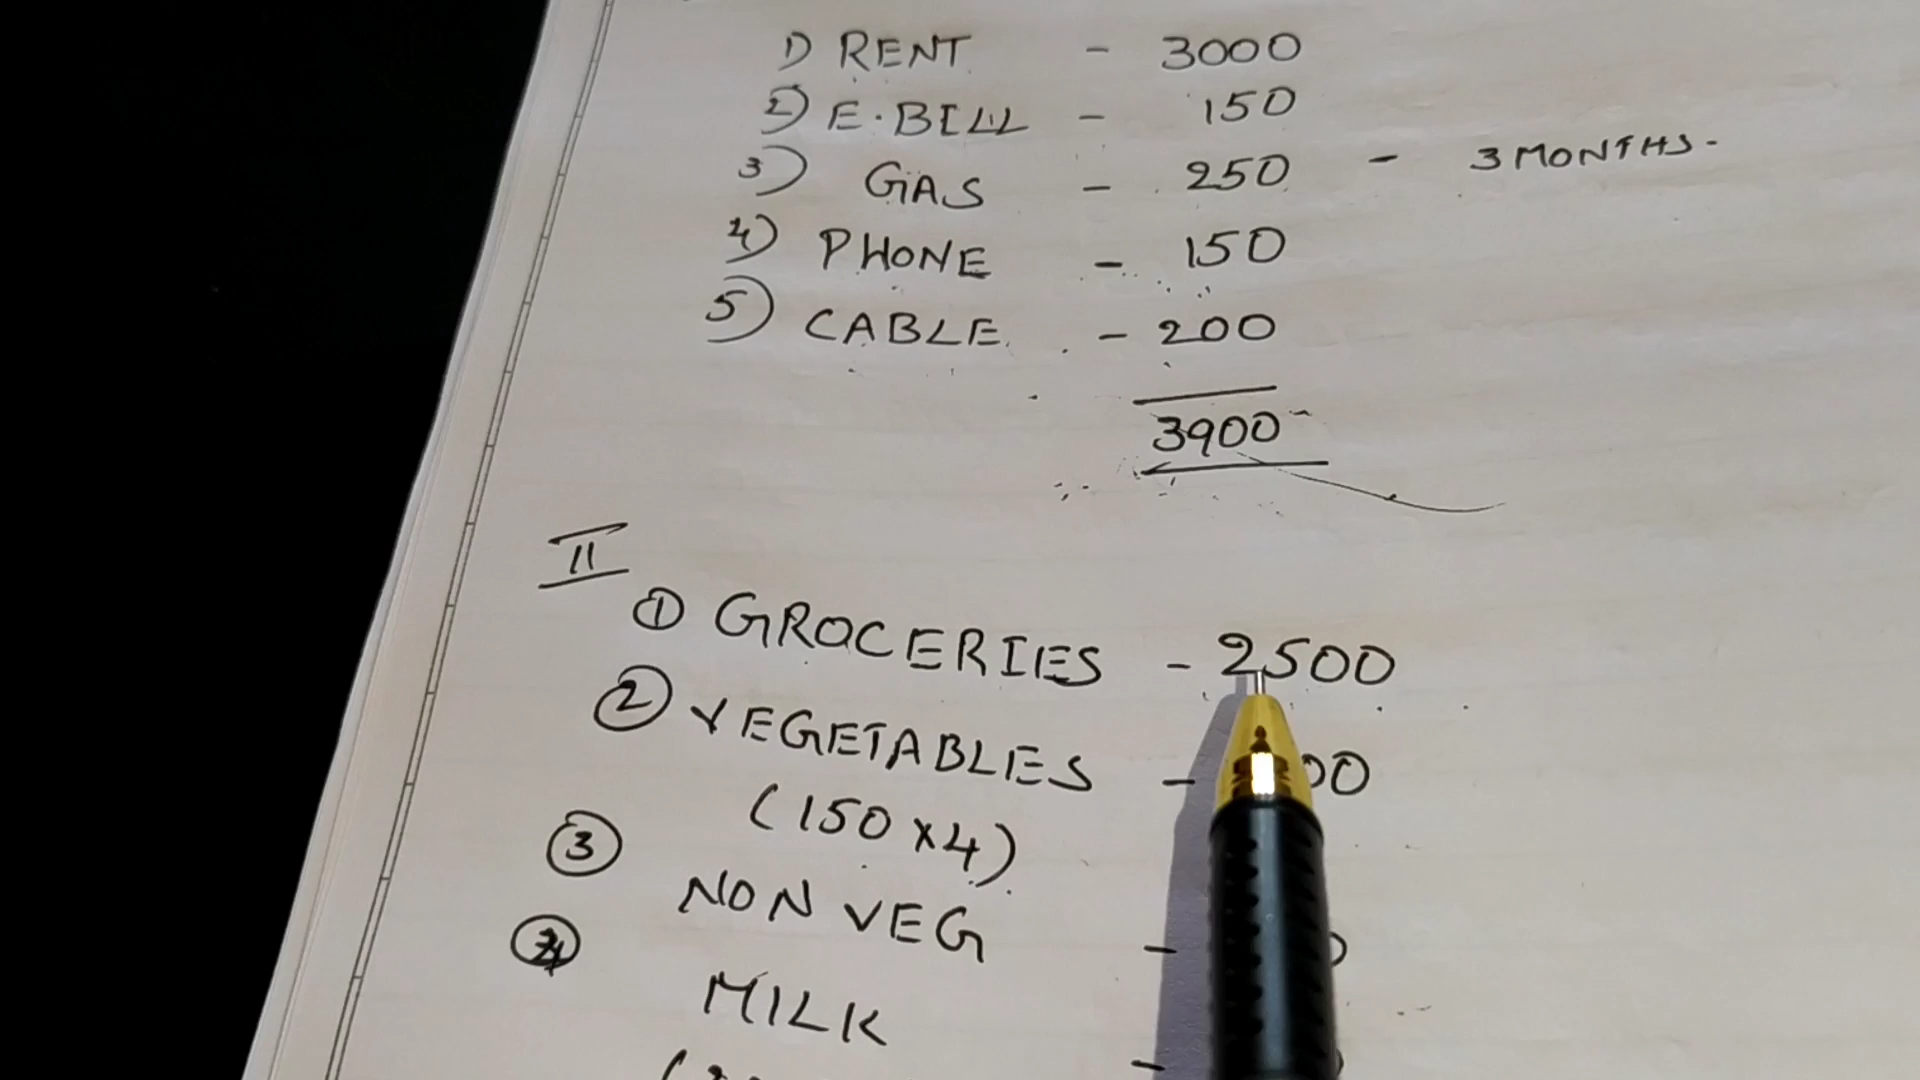 1) RENT - 3000
2) E.BILL - 150
3) GAS - 250 - 3 MONTHS.
4) PHONE - 150
5) CABLE - 200
3900
II
① GROCERIES - 2500
② VEGETABLES -
(150 x 4)
③ NON VEG -
④ MILK -